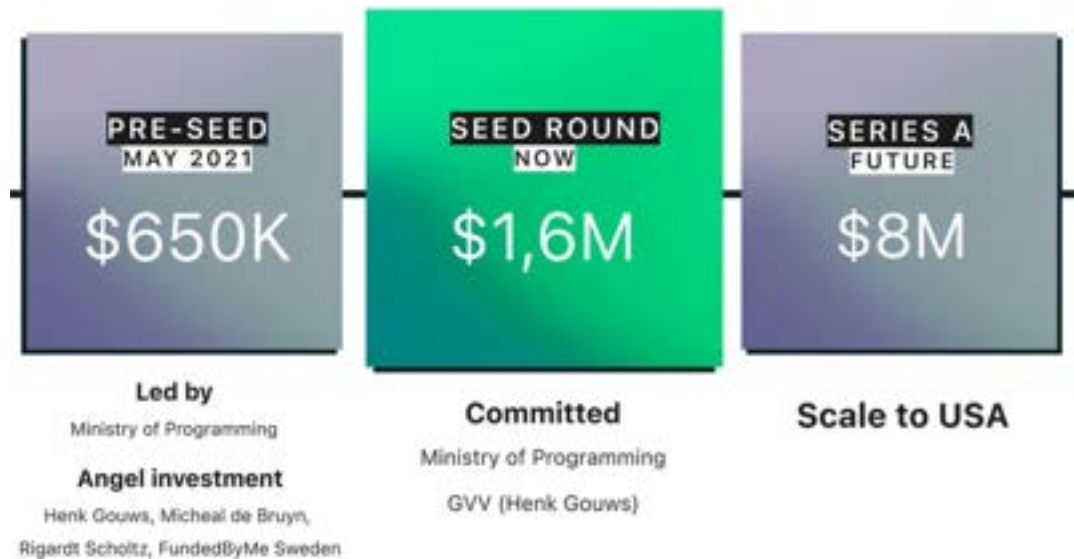 PRE-SEED
MAY 2021
$650K
Led by
Ministry of Programming
Angel investment
Henk Gouws, Micheal de Bruyn,
Rigardt Scholtz, FundedByMe Sweden
SEED ROUND
NOW
$1,6M
Committed
Ministry of Programming
GVV (Henk Gouws)
SERIES A
FUTURE
$8M
Scale to USA